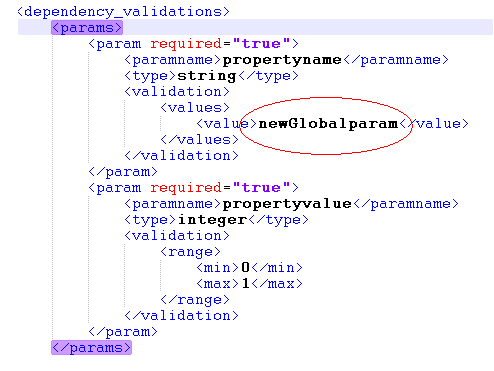 <dependency_validations>
<params>
<param required="true">
<paramname>propertyname</paramname>
<type>string</type>
<validation>
<values>
<value>newGlobalparam</value>
</values>
</validation>
</param>
<param required="true">
<paramname>propertyvalue</paramname>
<type>integer</type>
<validation>
<range>
<min>0</min>
<max>1</max>
</range>
</validation>
</param>
</params>